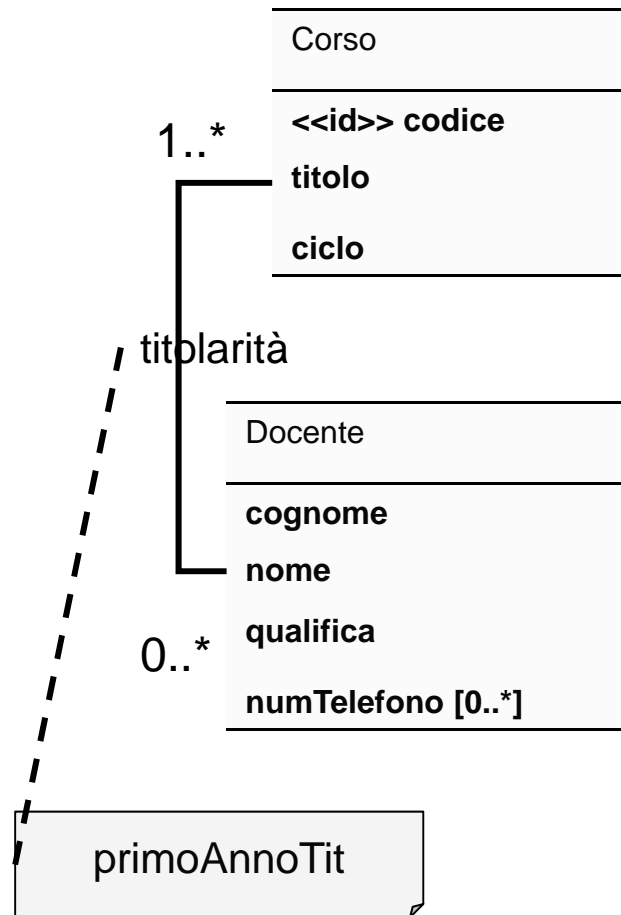 Corso
<<id>> codice
1..*
titolo
ciclo
titolarità
Docente
cognome
nome
qualifica
0..*
numTelefono [0..*]
primoAnnoTit